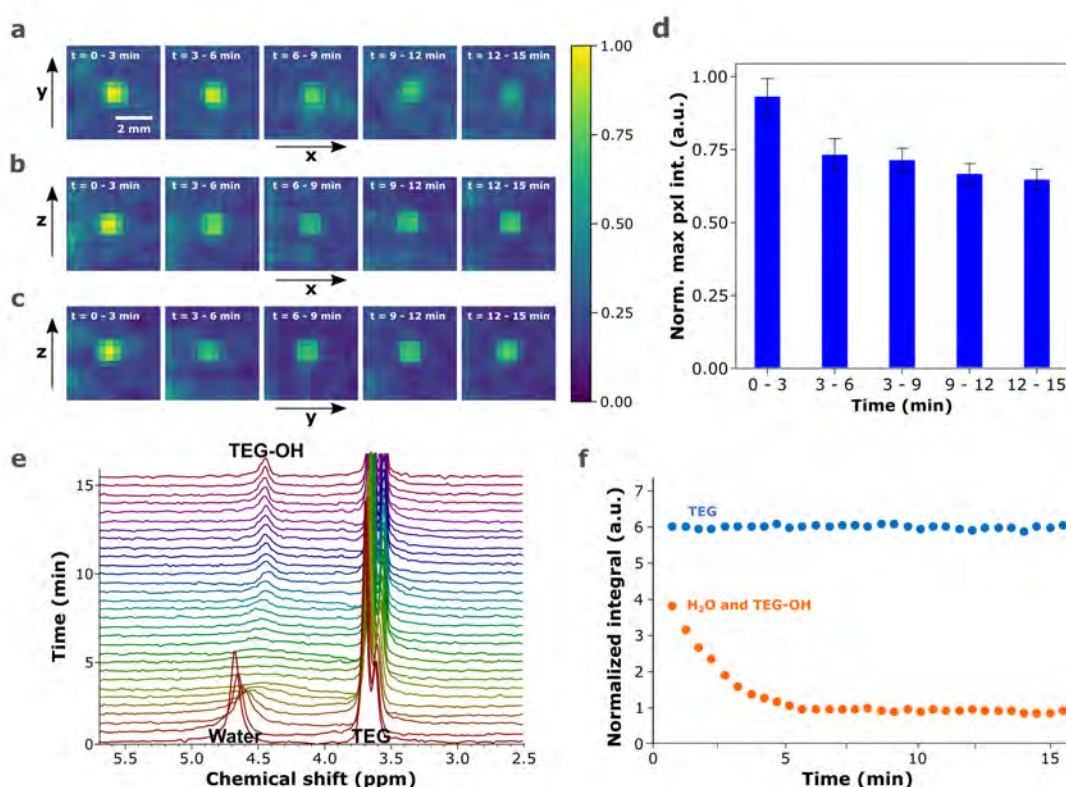 a
t = 0 - 3 min
t = 3 - 6 min
t = 6 - 9 min
t = 9 - 12 min
t = 12 - 15 min
y
2 mm
x
b
t = 0 - 3 min
t = 3 - 6 min
t = 6 - 9 min
t = 9 - 12 min
t = 12 - 15 min
z
x
c
t = 0 - 3 min
t = 3 - 6 min
t = 6 - 9 min
t = 9 - 12 min
t = 12 - 15 min
z
y
1.00
0.75
0.50
0.25
0.00
d
Norm. max pxl int. (a.u.)
1.00
0.75
0.50
0.25
0.00
0 - 3 3 - 6 3 - 9 9 - 12 12 - 15
Time (min)
e
TEG-OH
Time (min)
15
10
5
0
Water TEG
5.5 5.0 4.5 4.0 3.5 3.0 2.5
Chemical shift (ppm)
f
Normalized integral (a.u.)
7
6
5
4
3
2
1
0
TEG
H₂O and TEG-OH
0 5 10 15
Time (min)